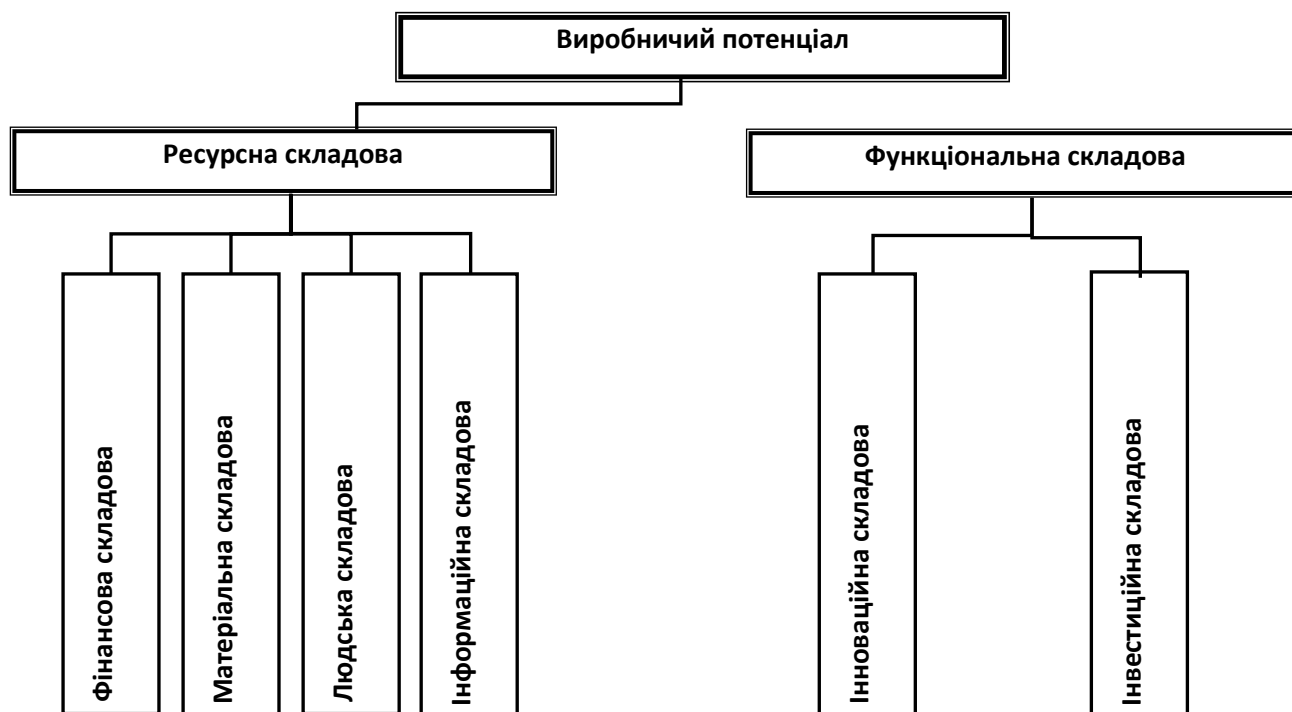 Виробничий потенціал
Ресурсна складова
Функціональна складова
Фінансова складова
Матеріальна складова
Людська складова
Інформаційна складова
Інноваційна складова
Інвестиційна складова